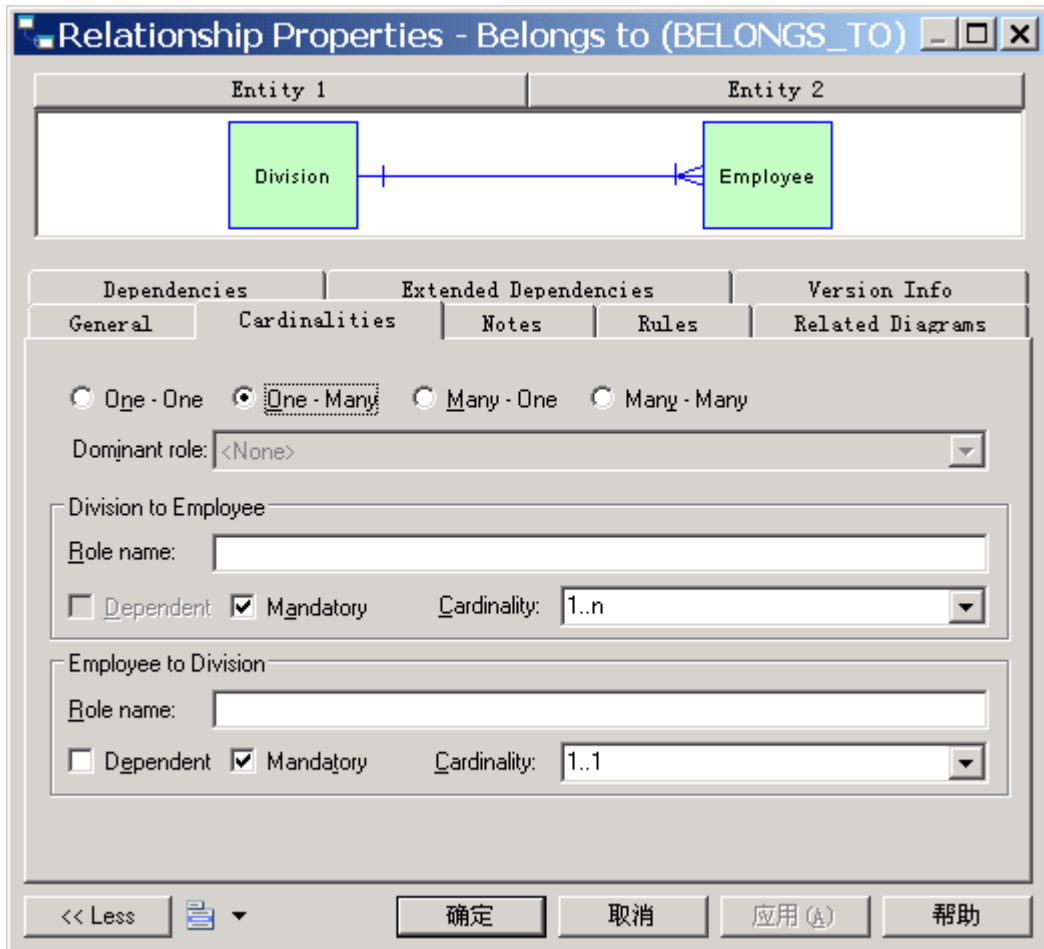 Relationship Properties - Belongs to (BELONGS_TO)
Entity 1 Entity 2
Division Employee
Dependencies Extended Dependencies Version Info
General Cardinalities Notes Rules Related Diagrams
One - One One - Many Many - One Many - Many
Dominant role: <None>
Division to Employee
Role name:
Dependent Mandatory Cardinality: 1..n
Employee to Division
Role name:
Dependent Mandatory Cardinality: 1..1
<< Less 确定 取消 应用(A) 帮助